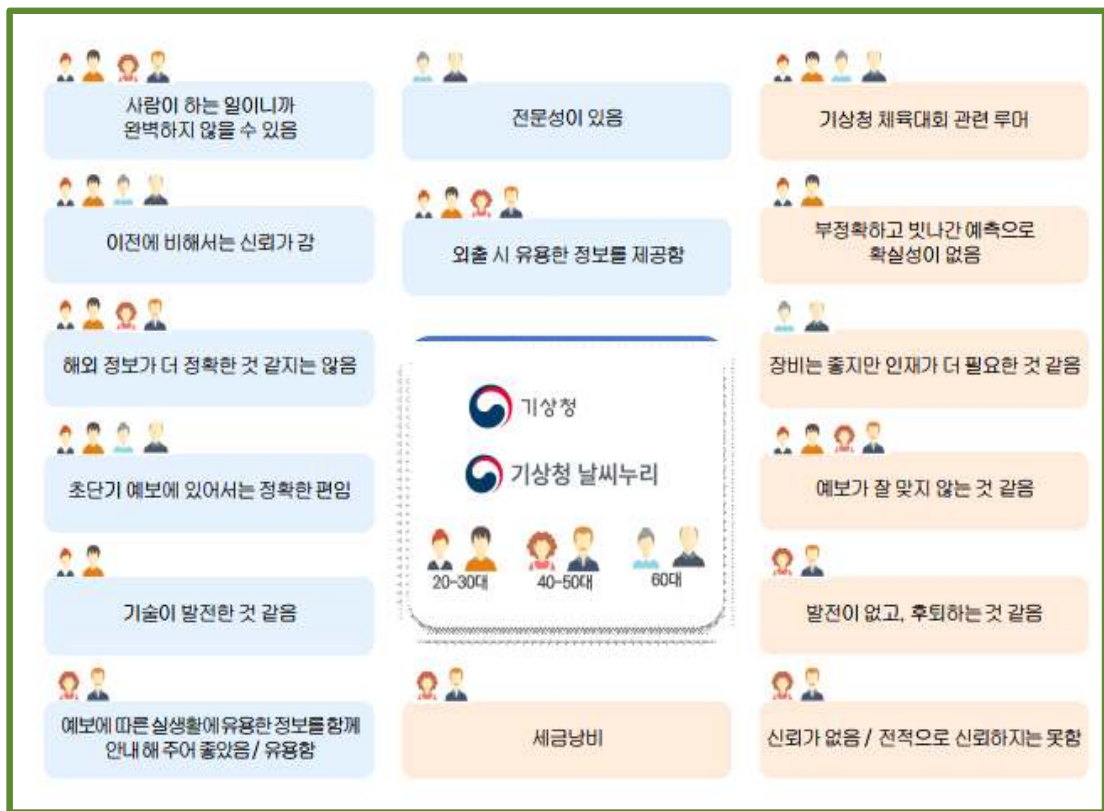 사람이 하는 일이니까
완벽하지 않을 수 있음
전문성이 있음
기상청 체육대회 관련 루머
이전에 비해서는 신뢰가 감
외출 시 유용한 정보를 제공함
부정확하고 빗나간 예측으로
확실성이 없음
해외 정보가 더 정확한 것 같지는 않음
장비는 좋지만 인재가 더 필요한 것 같음
기상청
기상청 날씨누리
초단기 예보에 있어서는 정확한 편임
예보가 잘 맞지 않는 것 같음
20-30대
40-50대
60대
기술이 발전한 것 같음
발전이 없고, 후퇴하는 것 같음
예보에 따른 실생활에 유용한 정보를 함께
안내 해 주어 좋았음 / 유용함
세금낭비
신뢰가 없음 / 전적으로 신뢰하지는 못함